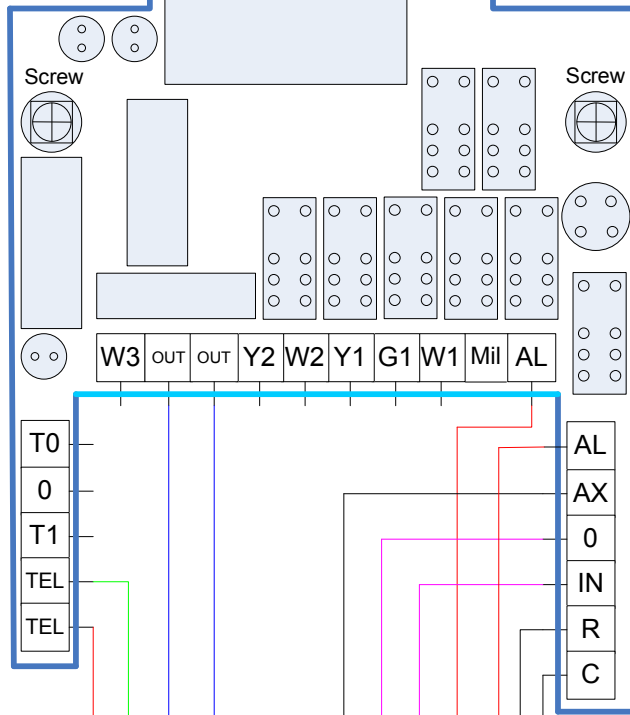 Screw Screw
W3 OUT OUT Y2 W2 Y1 G1 W1 Mil AL
T0
0
T1
TEL
TEL
AL
AX
0
IN
R
C